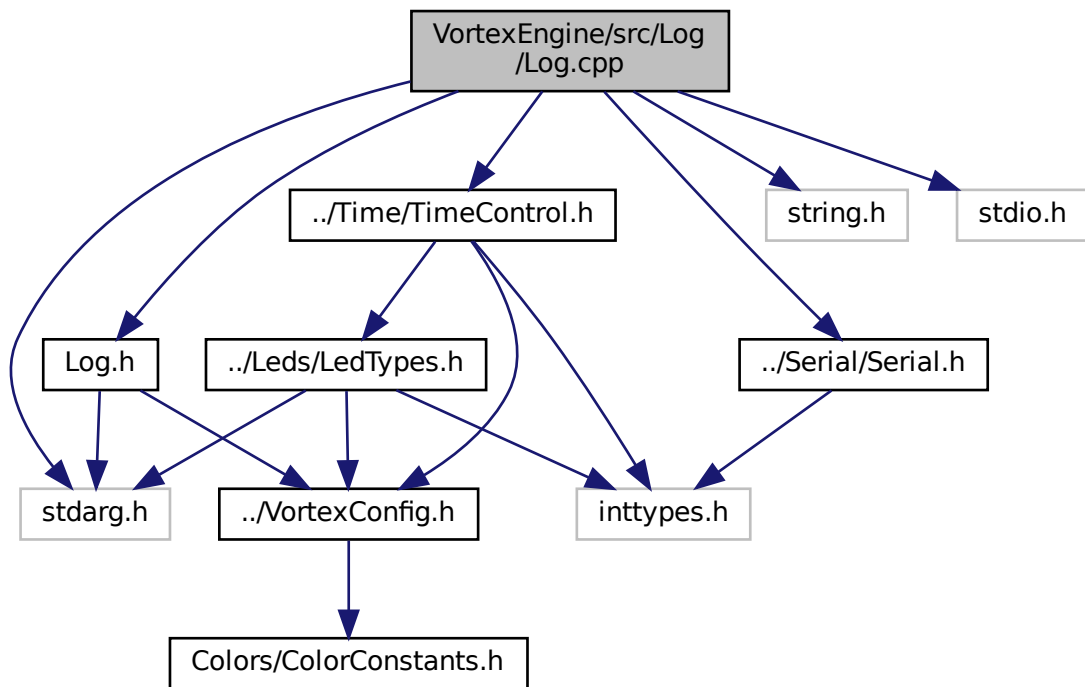 VortexEngine/src/Log
/Log.cpp
../Time/TimeControl.h
string.h
stdio.h
Log.h
../Leds/LedTypes.h
../Serial/Serial.h
stdarg.h
../VortexConfig.h
inttypes.h
Colors/ColorConstants.h